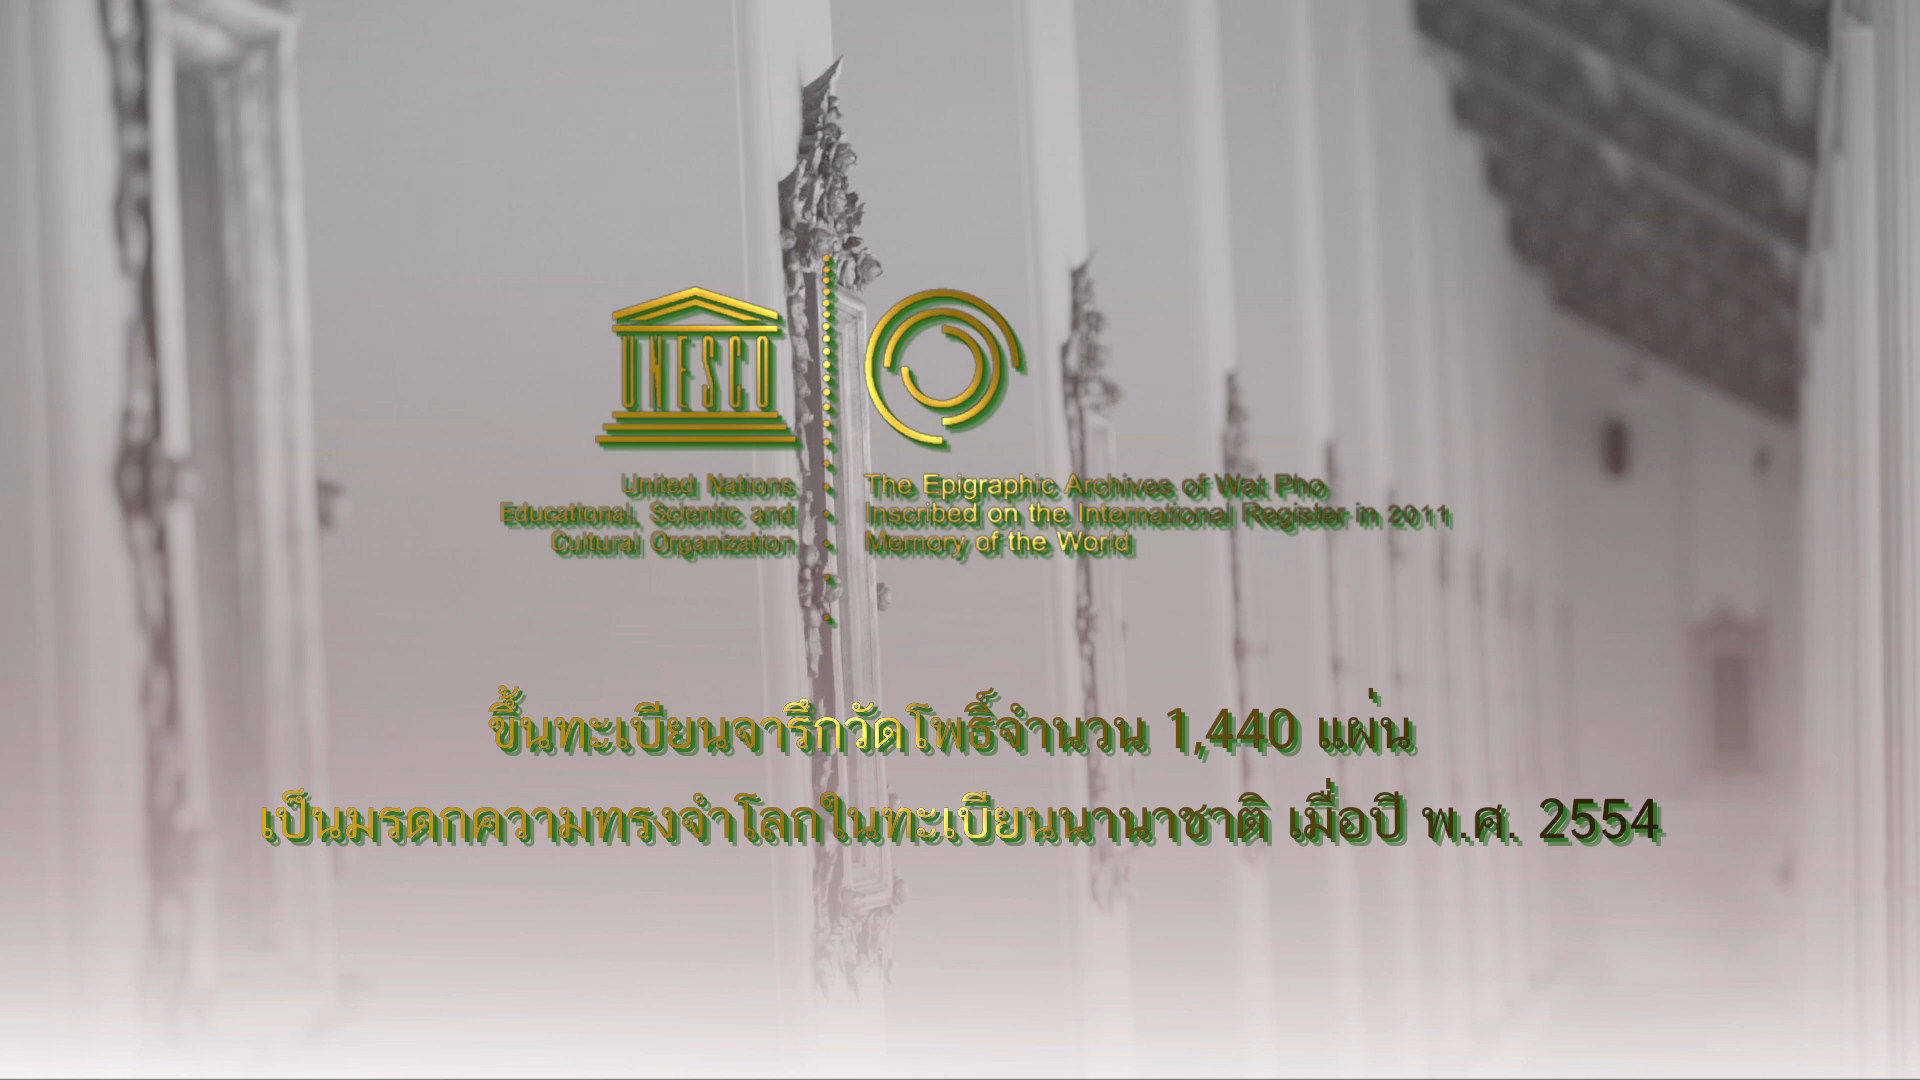 UNESCO
United Nations
Educational, Scientic and
Cultural Organization
The Epigraphic Archives of Wat Pho
Inscribed on the International Register in 2011
Memory of the World
ขึ้นทะเบียนจารึกวัดโพธิ์จำนวน 1,440 แผ่น
เป็นมรดกความทรงจำโลกในทะเบียนนานาชาติ เมื่อปี พ.ศ. 2554